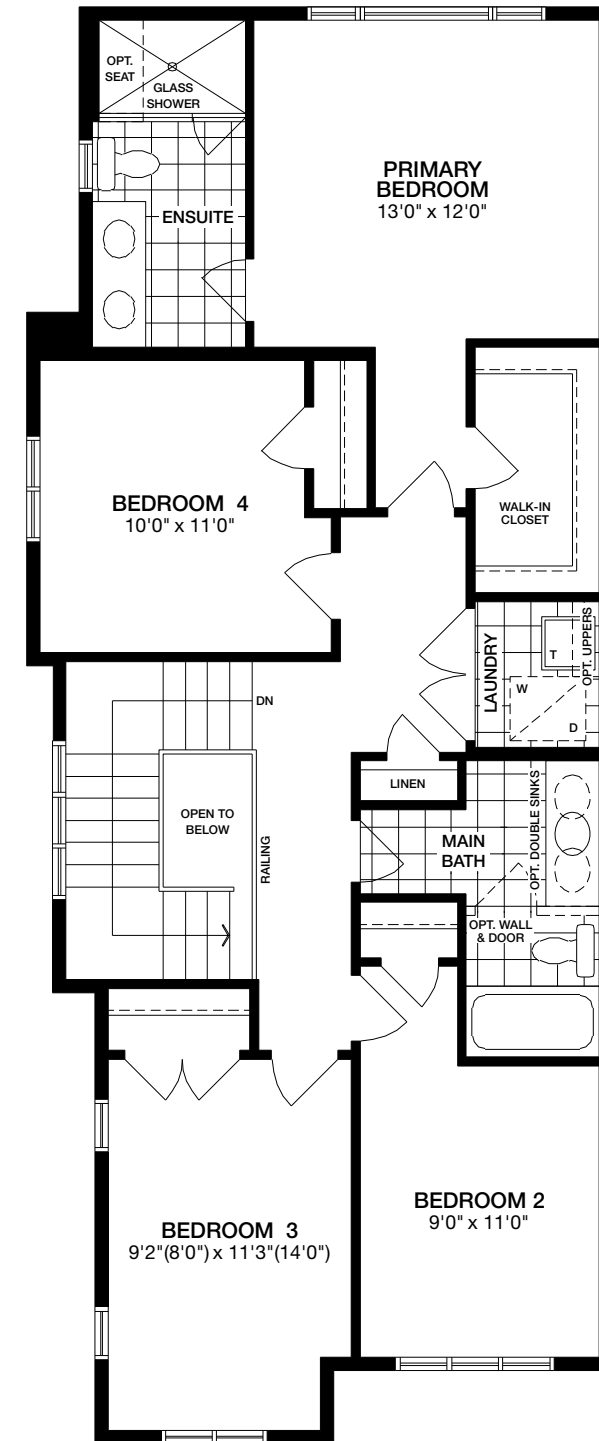 OPT.
SEAT
GLASS
SHOWER
PRIMARY
BEDROOM
13'0" x 12'0"
ENSUITE
BEDROOM 4
10'0" x 11'0"
WALK-IN
CLOSET
LAUNDRY
OPT. UPPERS
T
W
D
DN
OPEN TO
BELOW
RAILING
LINEN
MAIN
BATH
OPT. DOUBLE SINKS
OPT. WALL
& DOOR
BEDROOM 2
9'0" x 11'0"
BEDROOM 3
9'2"(8'0") x 11'3"(14'0")